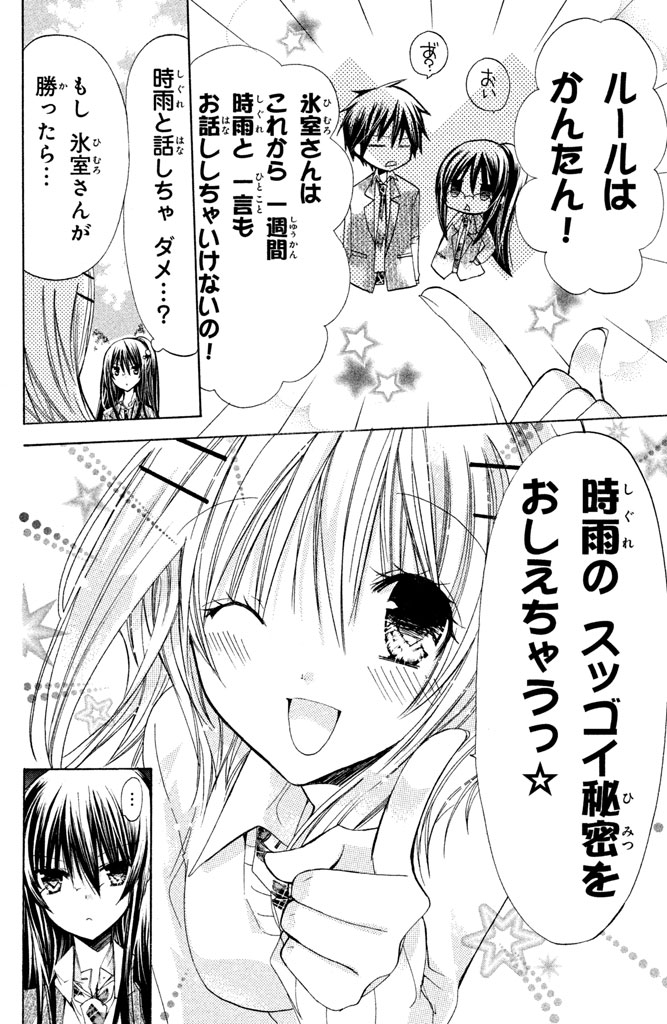 ルールは
かんたん!
おい
あ゛?
氷室さんは
これから 一週間
時雨と 一言も
お話ししちゃいけないの!
時雨と話しちゃ ダメ…?
もし 氷室さんが
勝ったら…
時雨の スッゴイ秘密を
おしえちゃうっ☆
…